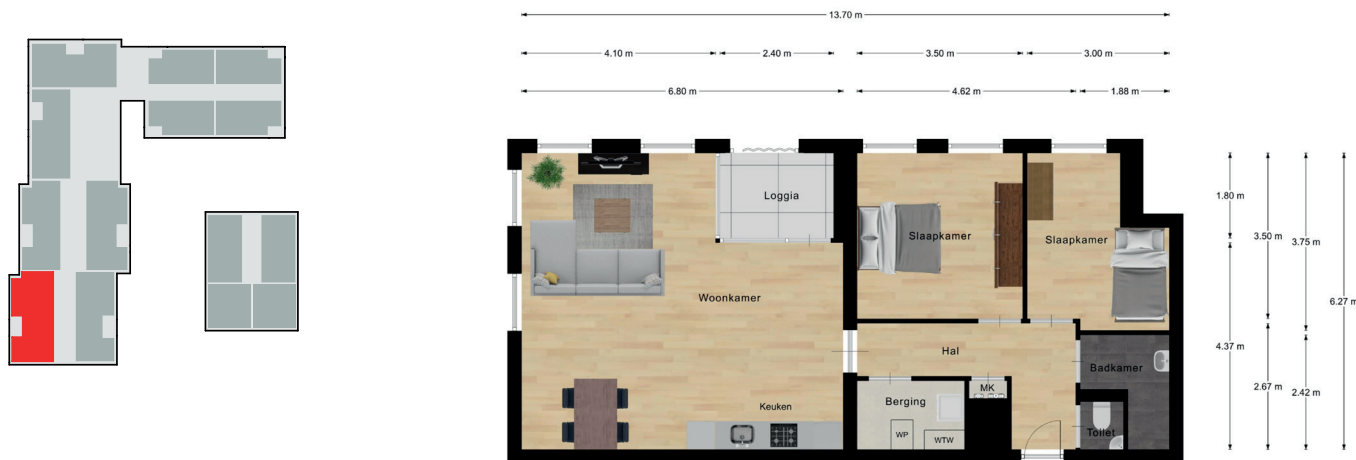 13.70 m
4.10 m
2.40 m
3.50 m
3.00 m
6.80 m
4.62 m
1.88 m
Loggia
Slaapkamer
Slaapkamer
Woonkamer
Hal
Badkamer
MK
Berging
Keuken
WP
WTW
Toilet
1.80 m
3.50 m
3.75 m
6.27 m
4.37 m
2.67 m
2.42 m